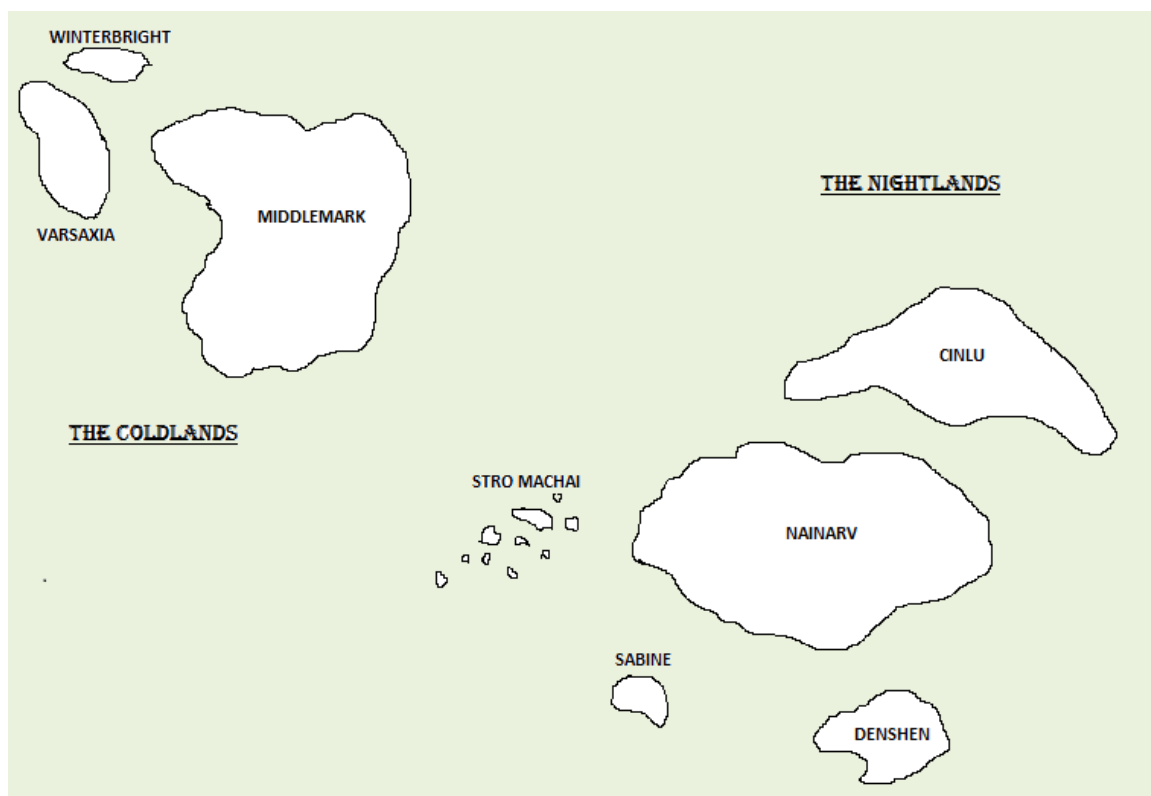 WINTERBRIGHT
THE NIGHTLANDS
MIDDLEMARK
VARSAXIA
CINLU
THE COLDLANDS
STRO MACHAI
NAINARV
SABINE
DENSHEN